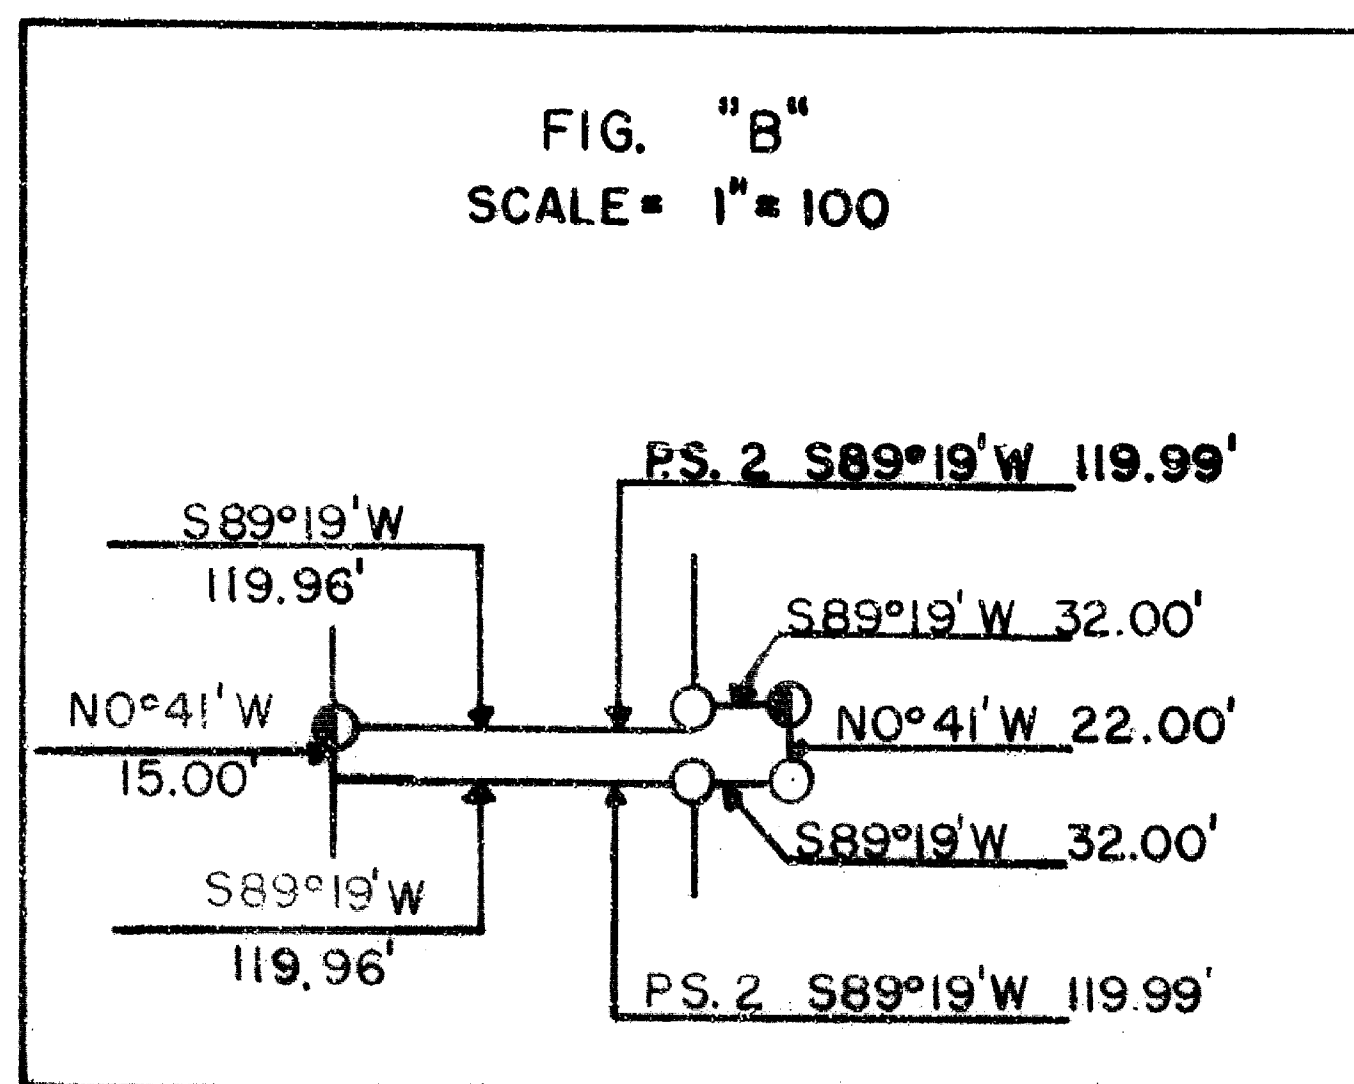 FIG. "B"
SCALE = 1" = 100
P.S. 2 S89°19'W 119.99'
S89°19'W
119.96'
S89°19'W 32.00'
N0°41'W
15.00'
N0°41'W 22.00'
S89°19'W 32.00'
S89°19'W
119.96'
P.S. 2 S89°19'W 119.99'